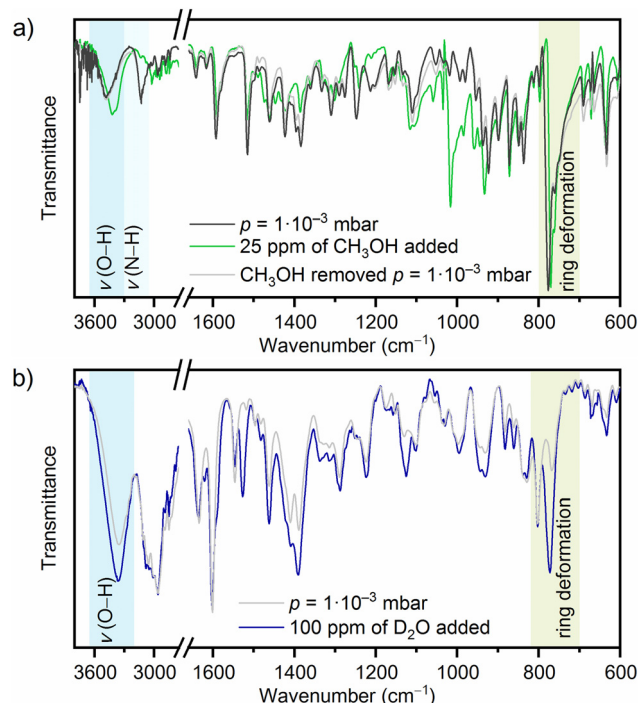 a)
Transmittance
ν(O–H)
ν(N–H)
p = 1·10⁻³ mbar
25 ppm of CH₃OH added
CH₃OH removed p = 1·10⁻³ mbar
ring deformation
3600 3000 1600 1400 1200 1000 800 600
Wavenumber (cm⁻¹)
b)
Transmittance
ν(O–H)
p = 1·10⁻³ mbar
100 ppm of D₂O added
ring deformation
3600 3000 1600 1400 1200 1000 800 600
Wavenumber (cm⁻¹)